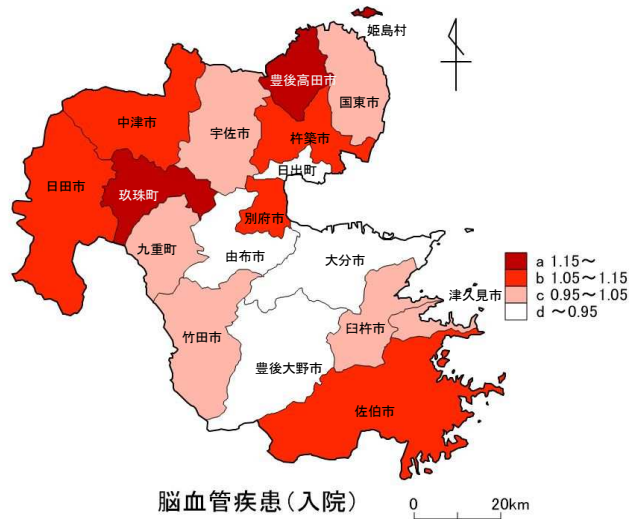 姫島村
豊後高田市
国東市
中津市
宇佐市
杵築市
日出町
日田市
玖珠町
別府市
九重町
由布市
大分市
a 1.15～
b 1.05～1.15
津久見市
c 0.95～1.05
d ～0.95
臼杵市
竹田市
豊後大野市
佐伯市
脳血管疾患(入院)
0 20km